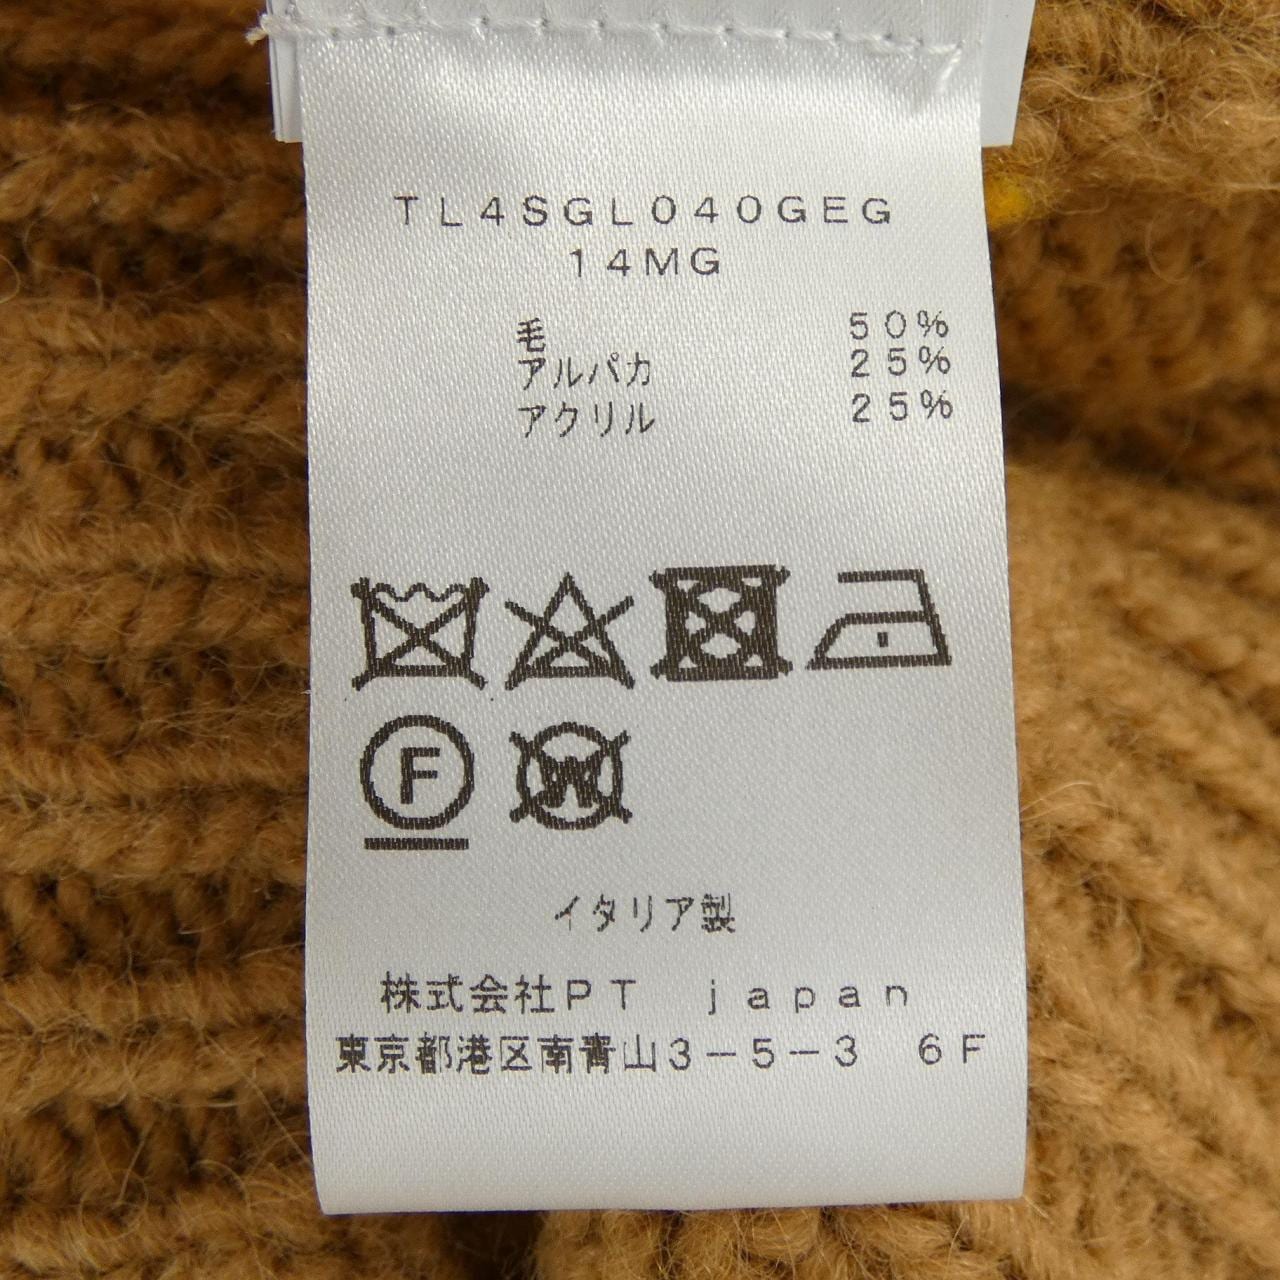 TL4SGL040GEG
14MG
毛 50%
アルパカ 25%
アクリル 25%
F W
イタリア製
株式会社PT japan
東京都港区南青山3-5-3 6F